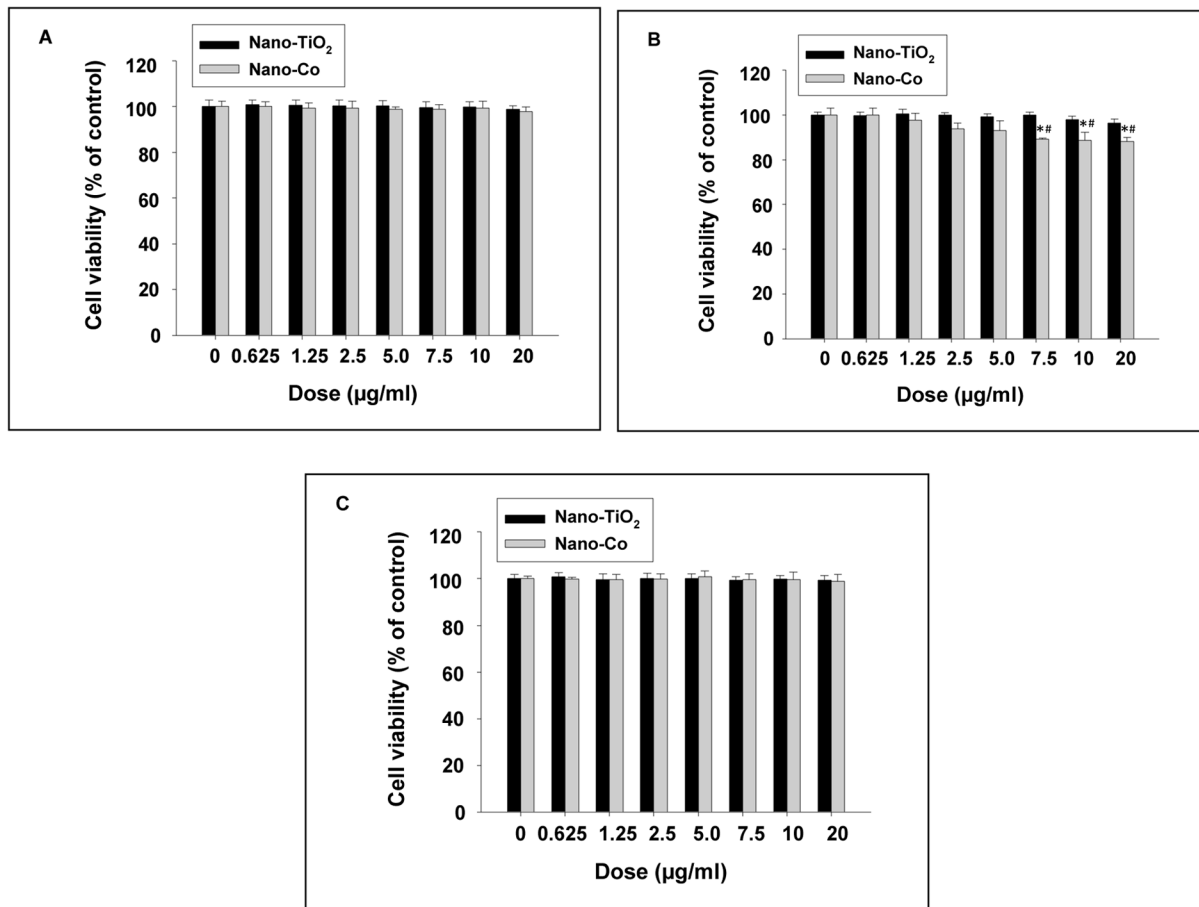 A
Nano-TiO₂
Nano-Co
Cell viability (% of control)
120
100
80
60
40
20
0
0 0.625 1.25 2.5 5.0 7.5 10 20
Dose (µg/ml)
B
Nano-TiO₂
Nano-Co
Cell viability (% of control)
120
100
80
60
40
20
0
*# *# *#
0 0.625 1.25 2.5 5.0 7.5 10 20
Dose (µg/ml)
C
Nano-TiO₂
Nano-Co
Cell viability (% of control)
120
100
80
60
40
20
0
0 0.625 1.25 2.5 5.0 7.5 10 20
Dose (µg/ml)